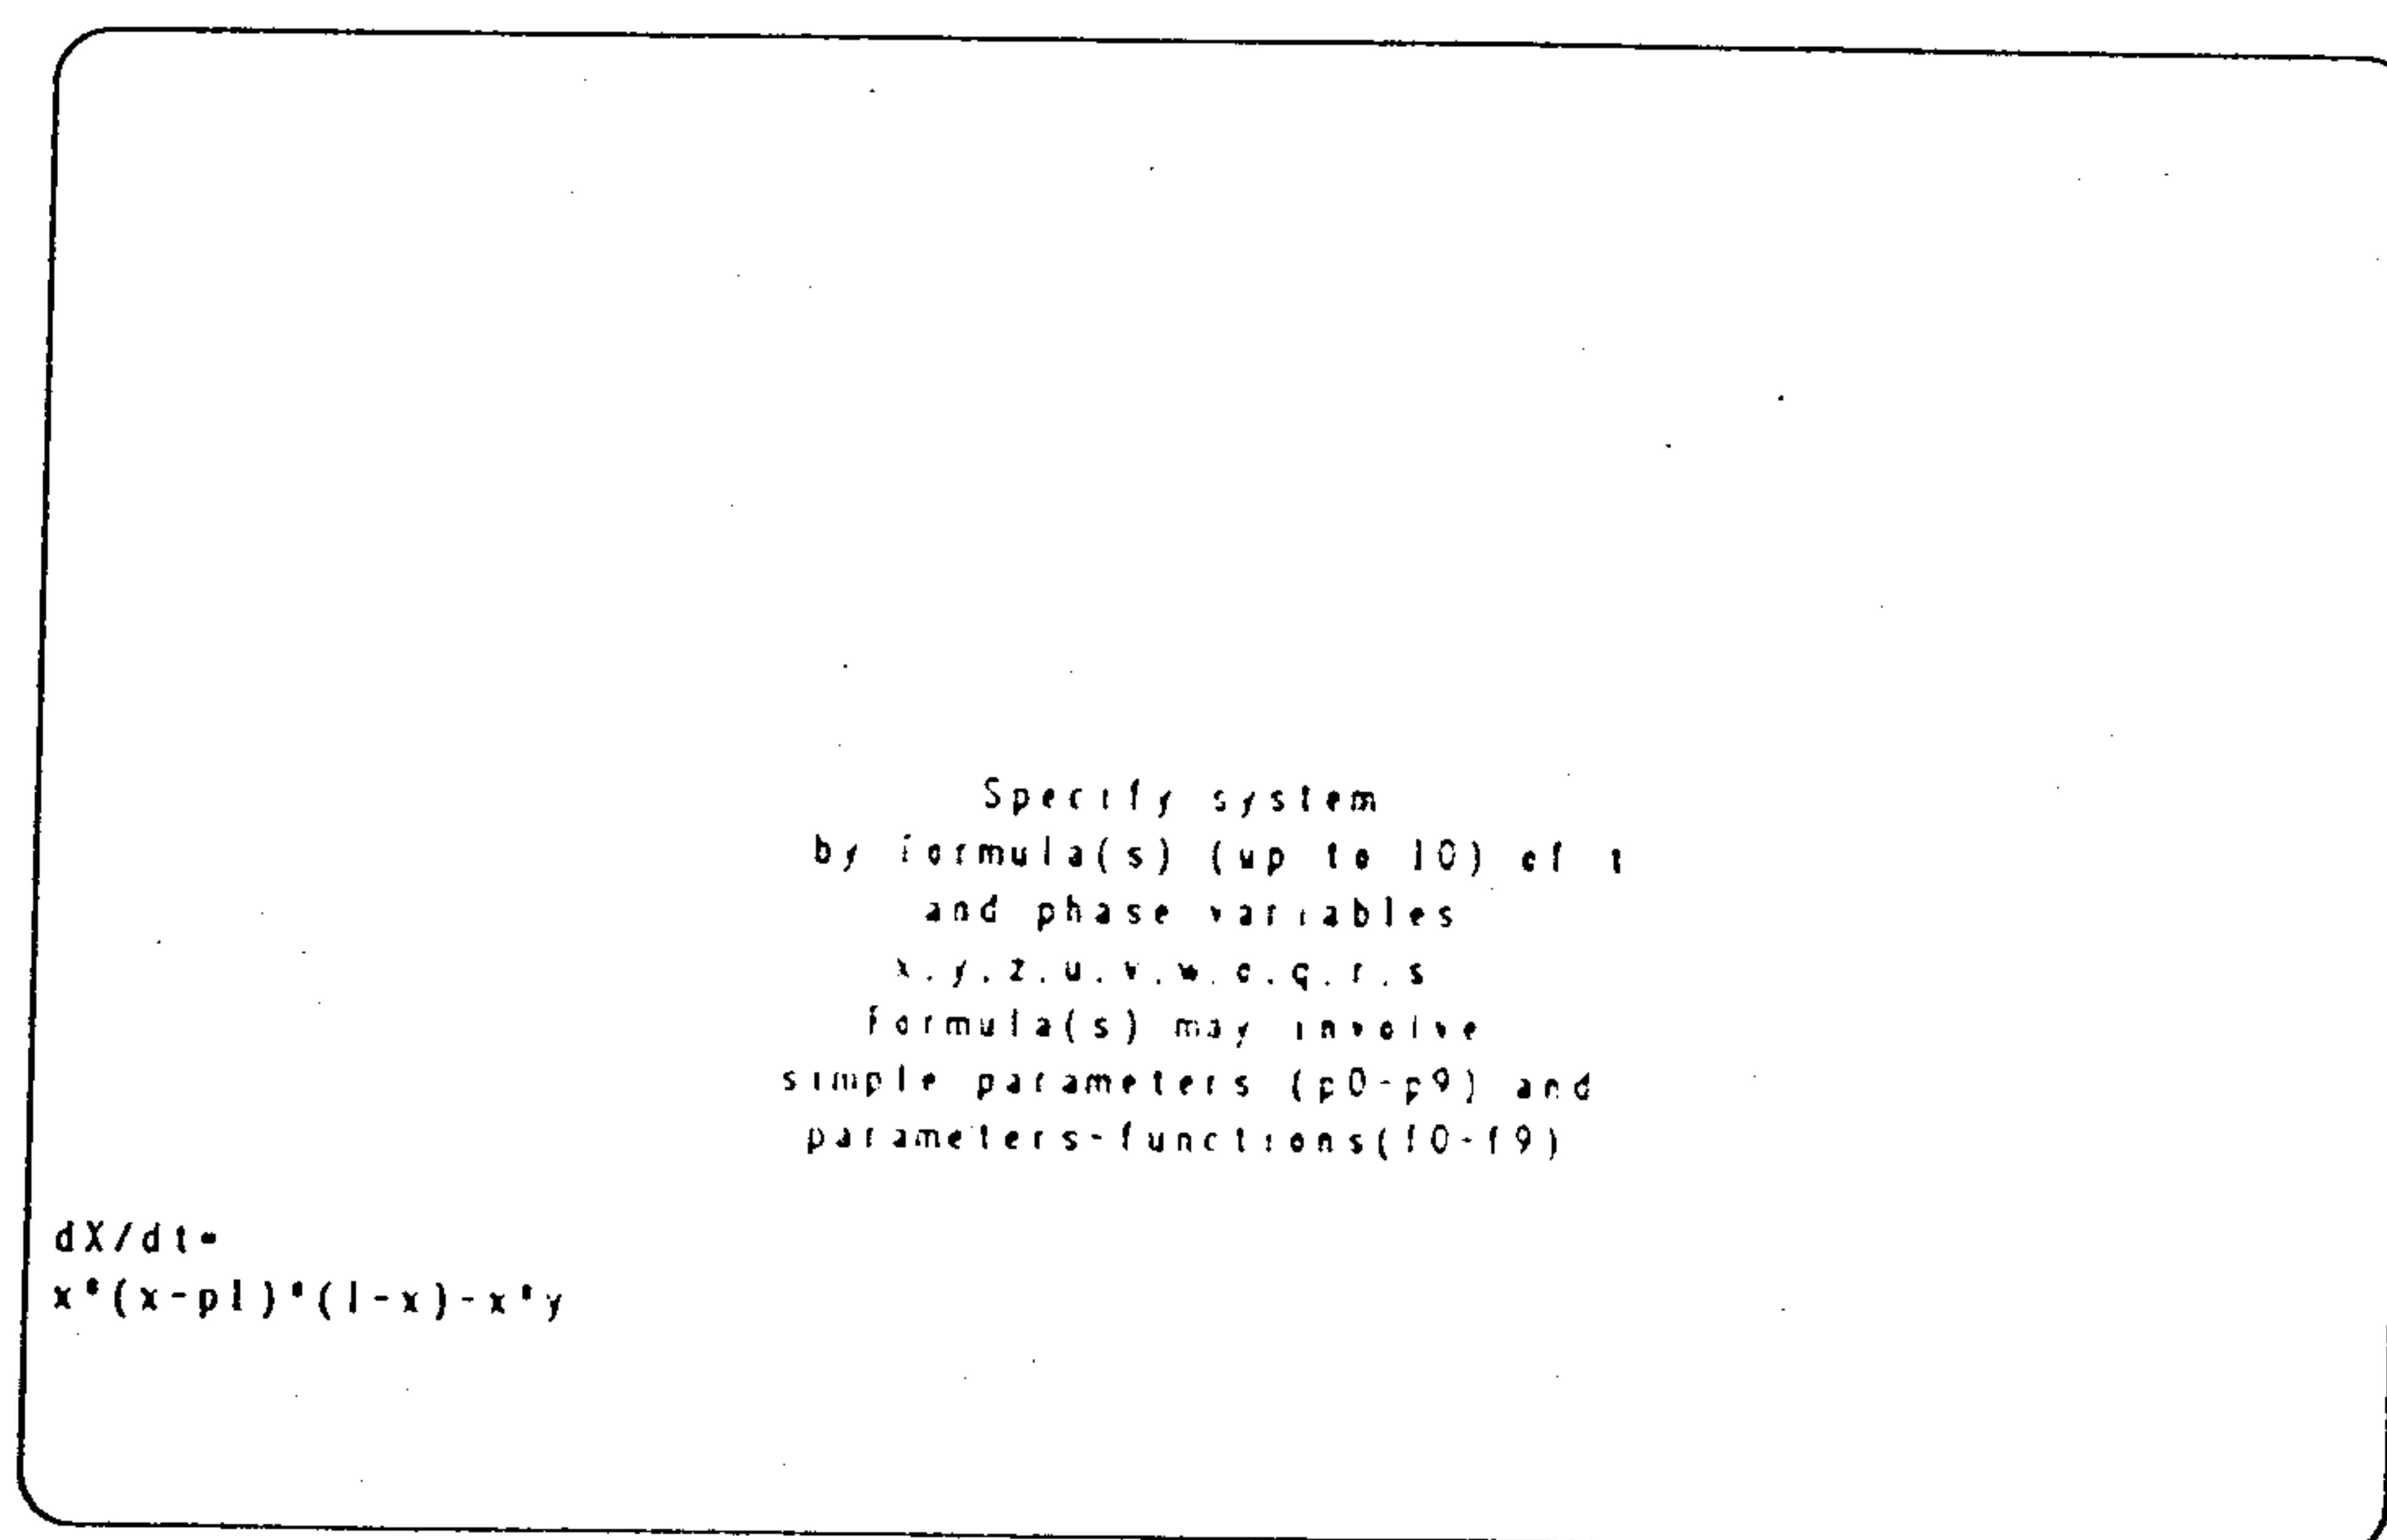 Specify system
by formula(s) (up to 10) of t
and phase variables
x,y,z,u,v,w,o,q,r,s
Formula(s) may involve
simple parameters (p0-p9) and
parameters-functions(f0-f9)
dX/dt=
x*(x-p1)*(1-x)-x*y